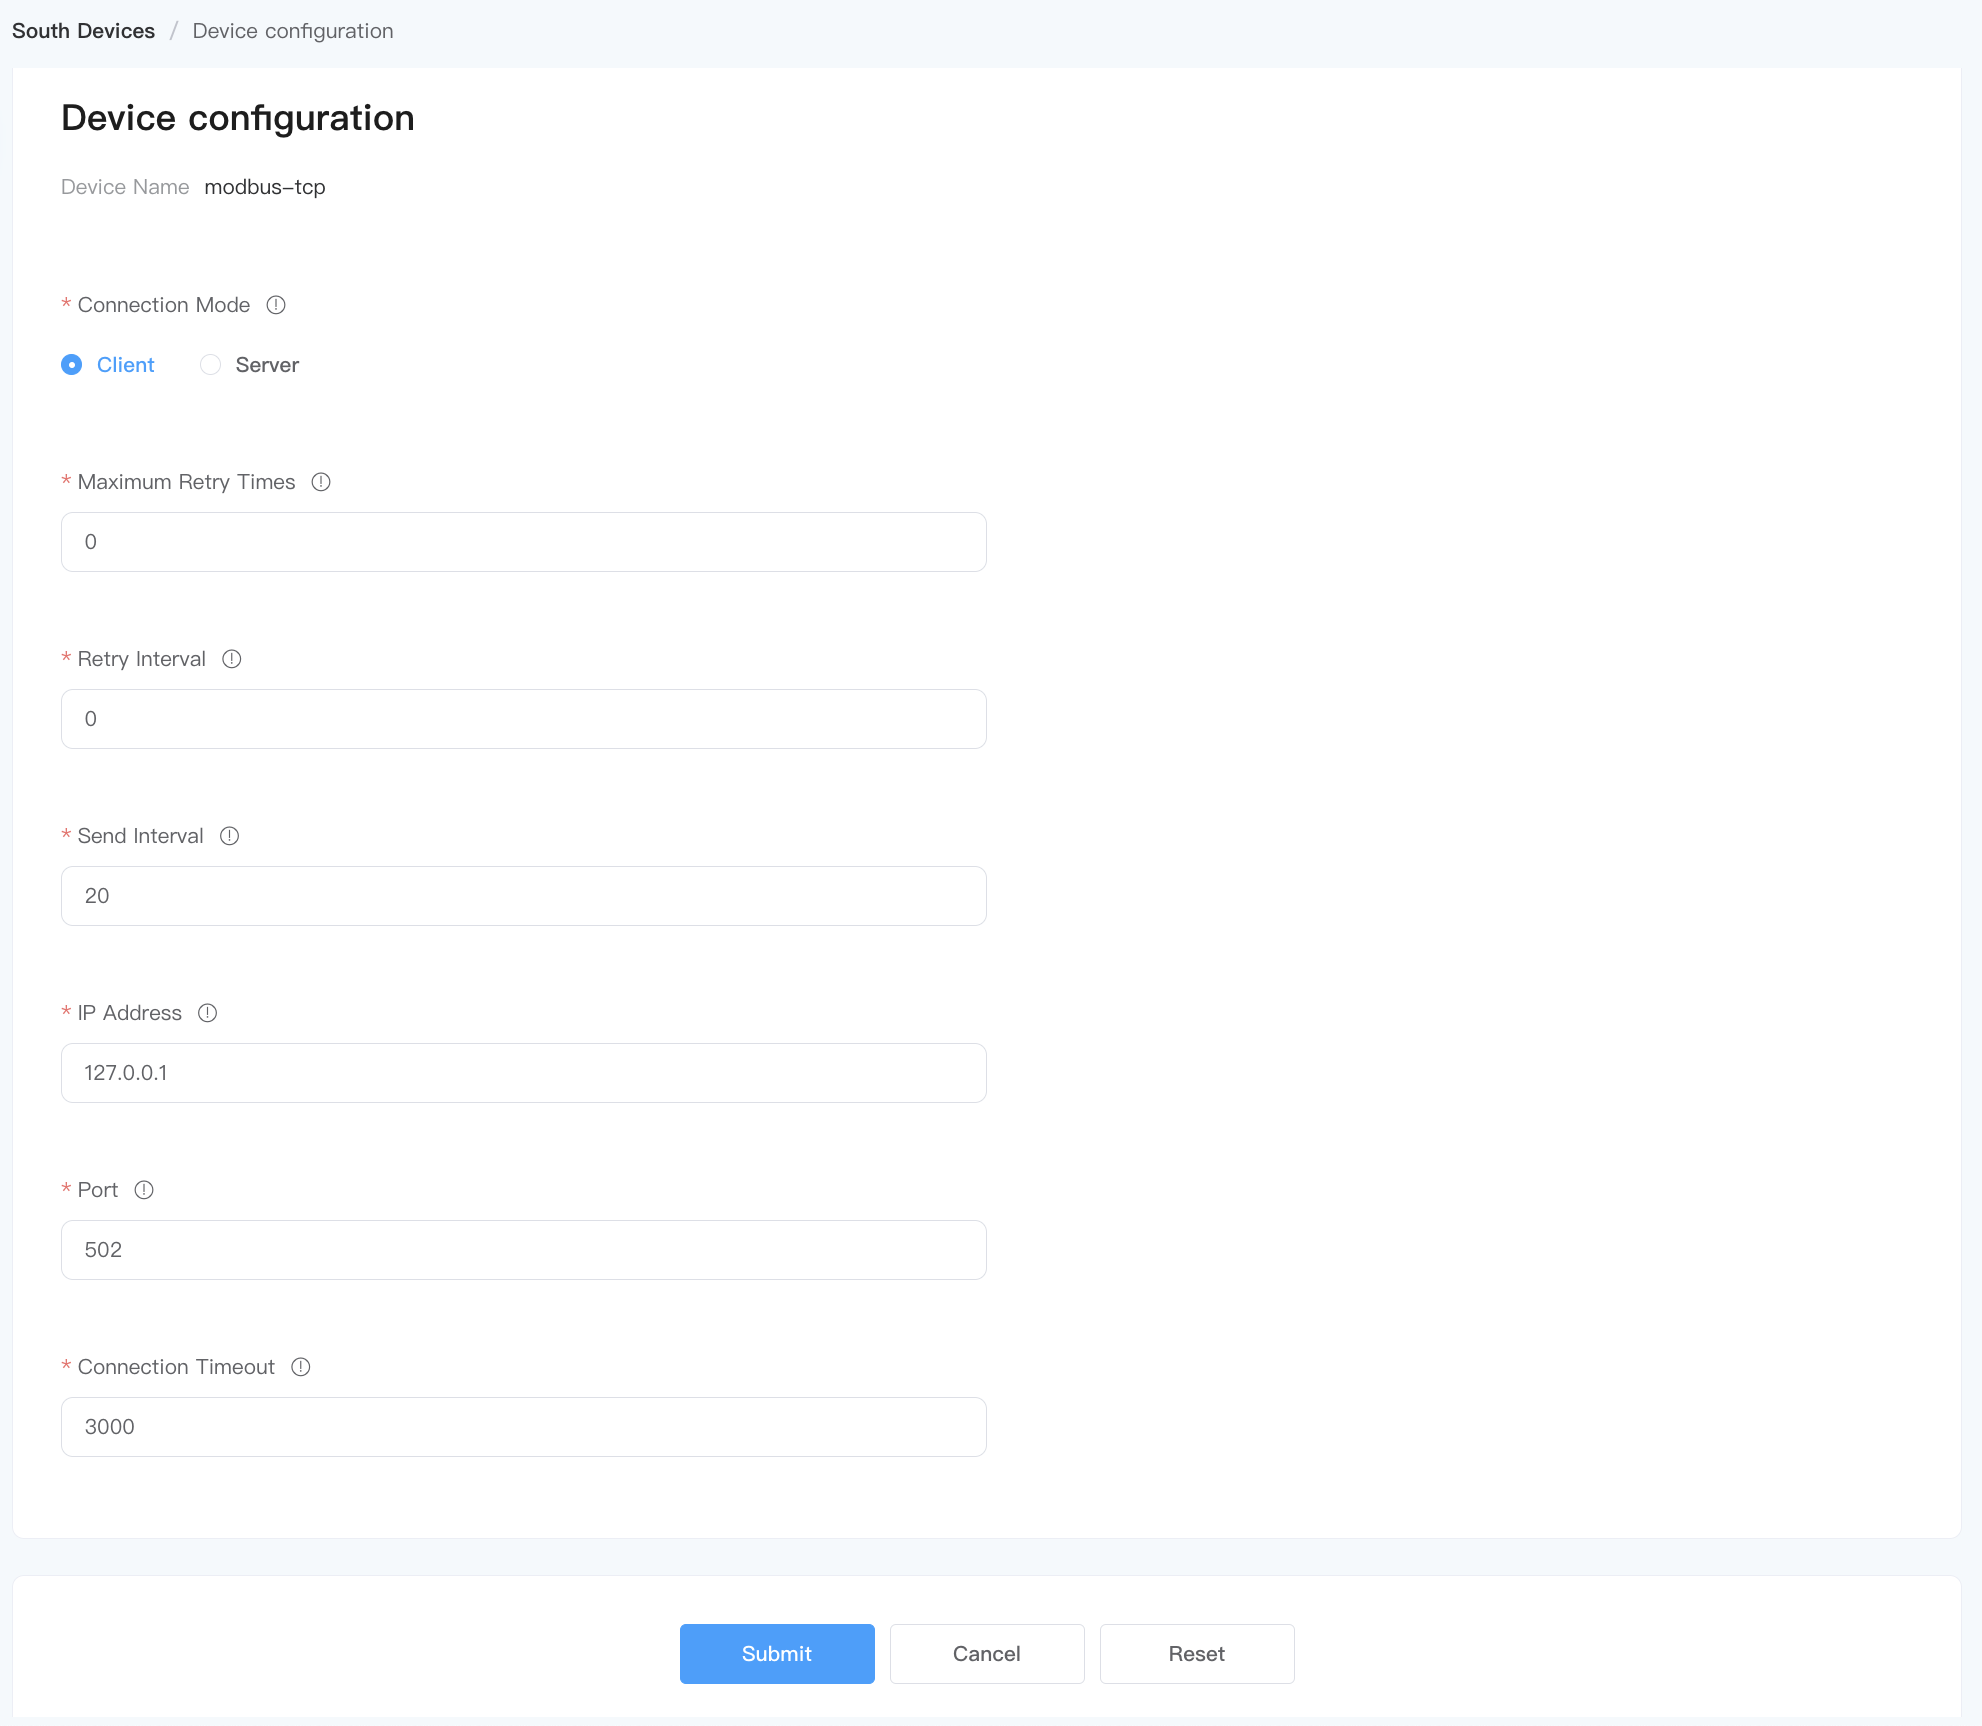 South Devices / Device configuration
Device configuration
Device Name modbus-tcp
* Connection Mode
Client Server
* Maximum Retry Times
0
* Retry Interval
0
* Send Interval
20
* IP Address
127.0.0.1
* Port
502
* Connection Timeout
3000
Submit Cancel Reset